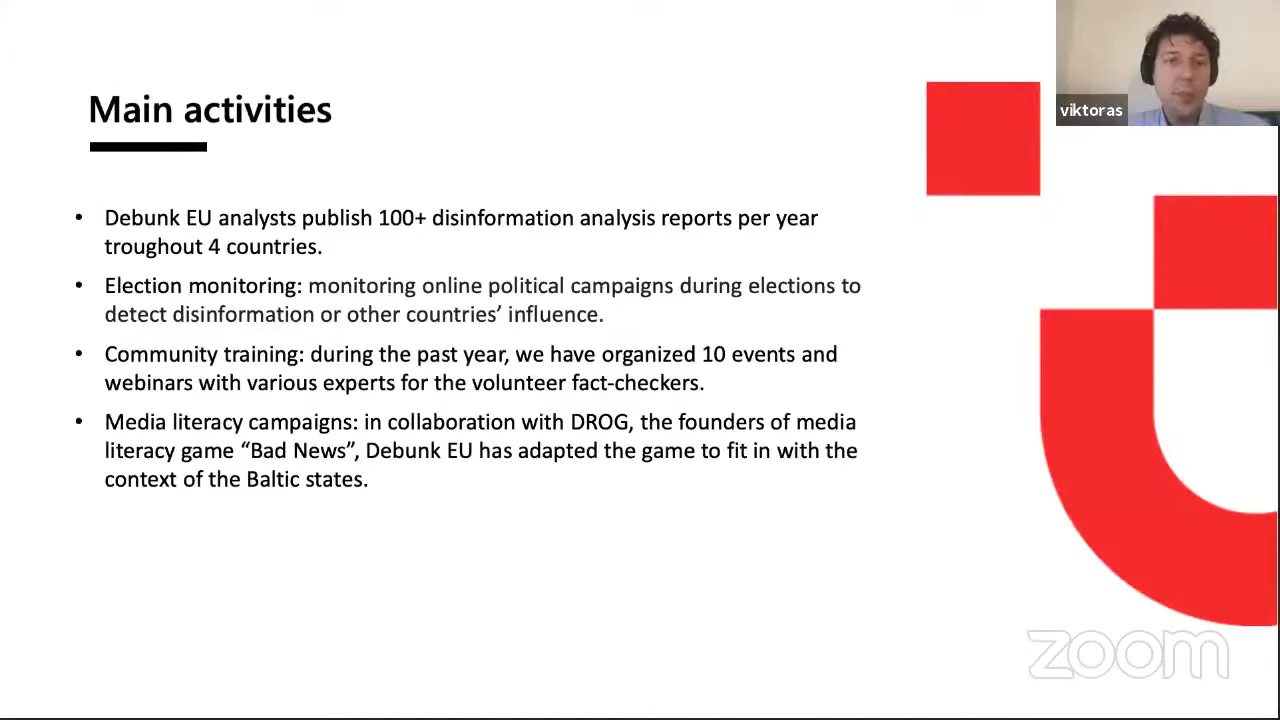 Main activities
viktoras
• Debunk EU analysts publish 100+ disinformation analysis reports per year
troughout 4 countries.
• Election monitoring: monitoring online political campaigns during elections to
detect disinformation or other countries’ influence.
• Community training: during the past year, we have organized 10 events and
webinars with various experts for the volunteer fact-checkers.
• Media literacy campaigns: in collaboration with DROG, the founders of media
literacy game “Bad News”, Debunk EU has adapted the game to fit in with the
context of the Baltic states.
zoom